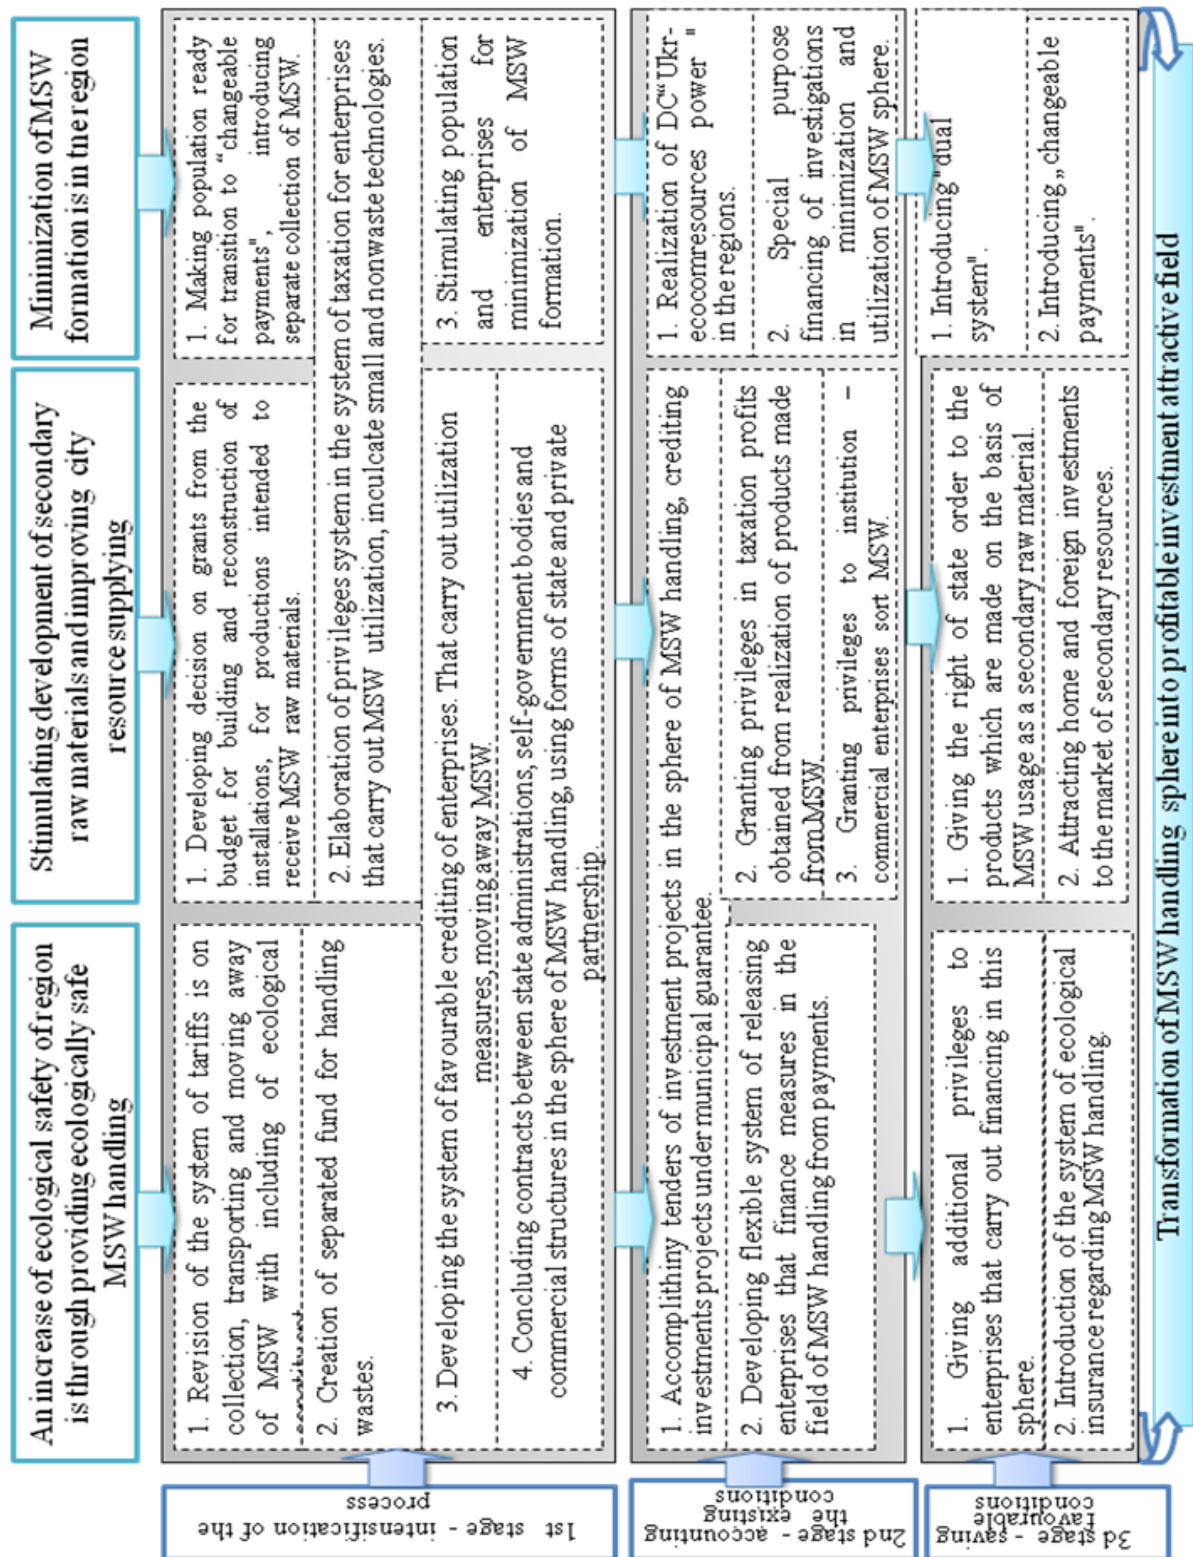 An increase of ecological safety of region
is through providing ecologically safe
MSW handling
Stimulating development of secondary
raw materials and improving city
resource supplying
Minimization of MSW
formation is in the region
1st stage - intensification of the
process
1. Revision of the system of tariffs is on
collection, transporting and moving away
of MSW with including of ecological
2. Creation of separated fund for handling
wastes.
1. Developing decision on grants from the
budget for building and reconstruction of
installations, for productions intended to
receive MSW raw materials.
1. Making population ready
for transition to “changeable
payments", introducing
separate collection of MSW.
2. Elaboration of privileges system in the system of taxation for enterprises
that carry out MSW utilization, inculcate small and nonwaste technologies.
3. Developing the system of favourable crediting of enterprises. That carry out utilization
measures, moving away MSW.
4. Concluding contracts between state administrations, self-government bodies and
commercial structures in the sphere of MSW handling, using forms of state and private
partnership.
3. Stimulating population
and enterprises for
minimization of MSW
formation.
2nd stage - accounting
the existing
conditions
1. Accomplithiny tenders of investment projects in the sphere of MSW handling, crediting
investments projects under municipal guarantee.
2. Developing flexible system of releasing
enterprises that finance measures in the
field of MSW handling from payments.
2. Granting privileges in taxation profits
obtained from realization of products made
from MSW
3. Granting privileges to institution –
commercial enterprises sort MSW.
1. Realization of DC“Ukr-
ecocomresources power"
in the regions.
2. Special purpose
financing of investigations
in minimization and
utilization of MSW sphere.
3d stage - saving
favourable
conditions
1. Giving additional privileges to
enterprises that carry out financing in this
sphere.
2. Introduction of the system of ecological
insurance regarding MSW handling.
1. Giving the right of state order to the
products which are made on the basis of
MSW usage as a secondary raw material.
2. Attracting home and foreign investments
to the market of secondary resources.
1. Introducing "dual
system".
2. Introducing „changeable
payments".
Transformation of MSW handling sphere into profitable investment attractive field